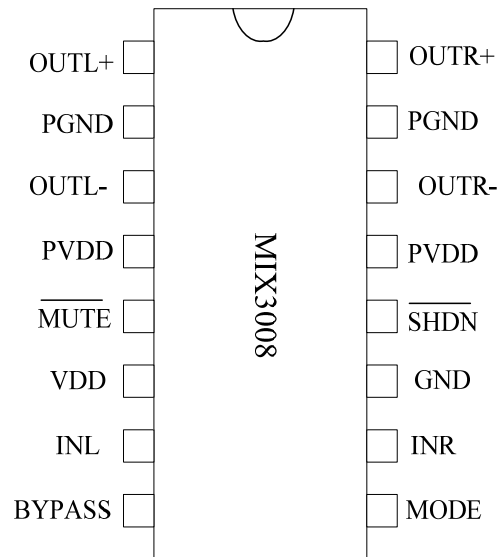 OUTL+ OUTR+
PGND PGND
OUTL- OUTR-
PVDD PVDD
MUTE SHDN
VDD GND
INL INR
BYPASS MODE
MIX3008